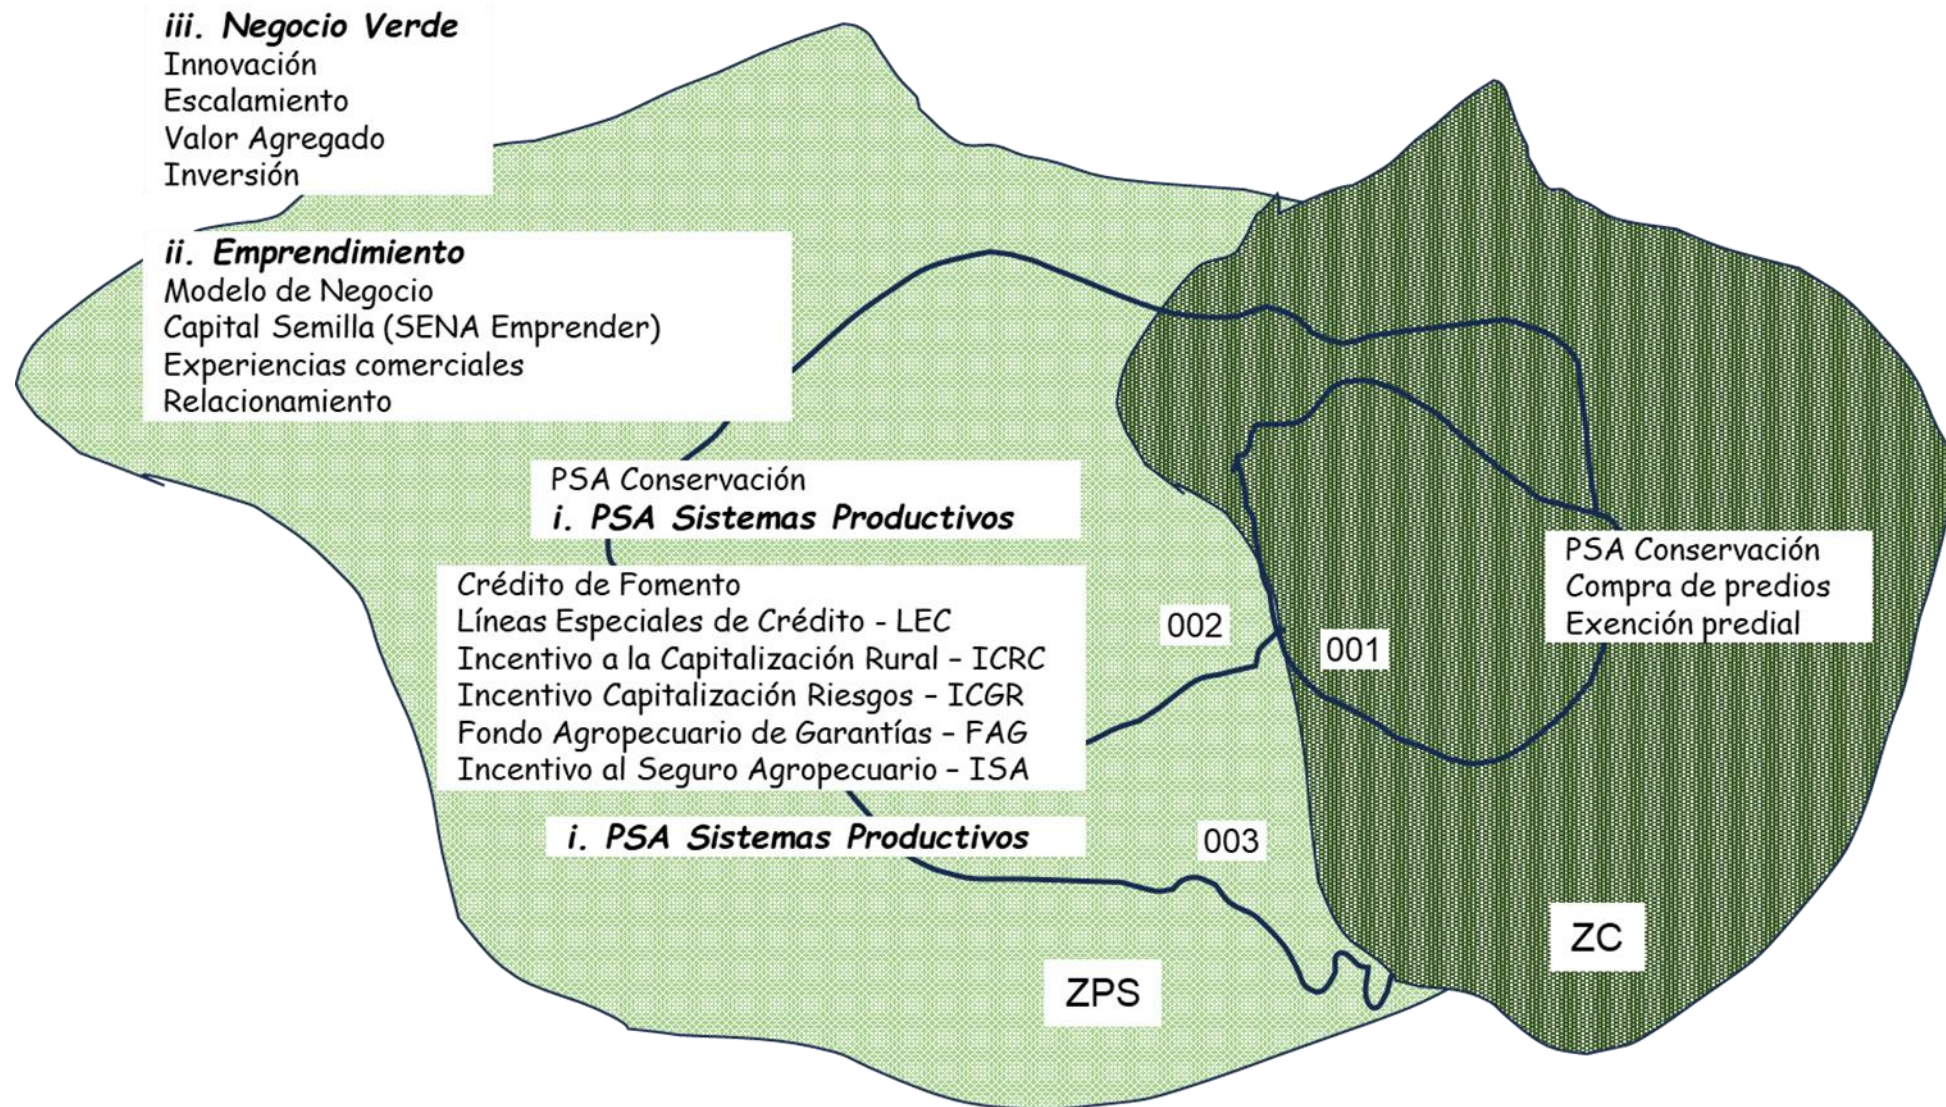 iii. Negocio Verde
Innovación
Escalamiento
Valor Agregado
Inversión
ii. Emprendimiento
Modelo de Negocio
Capital Semilla (SENA Emprender)
Experiencias comerciales
Relacionamiento
PSA Conservación
i. PSA Sistemas Productivos
Crédito de Fomento
Líneas Especiales de Crédito - LEC
Incentivo a la Capitalización Rural – ICRC
Incentivo Capitalización Riesgos – ICGR
Fondo Agropecuario de Garantías – FAG
Incentivo al Seguro Agropecuario – ISA
i. PSA Sistemas Productivos
002
001
003
PSA Conservación
Compra de predios
Exención predial
ZPS
ZC